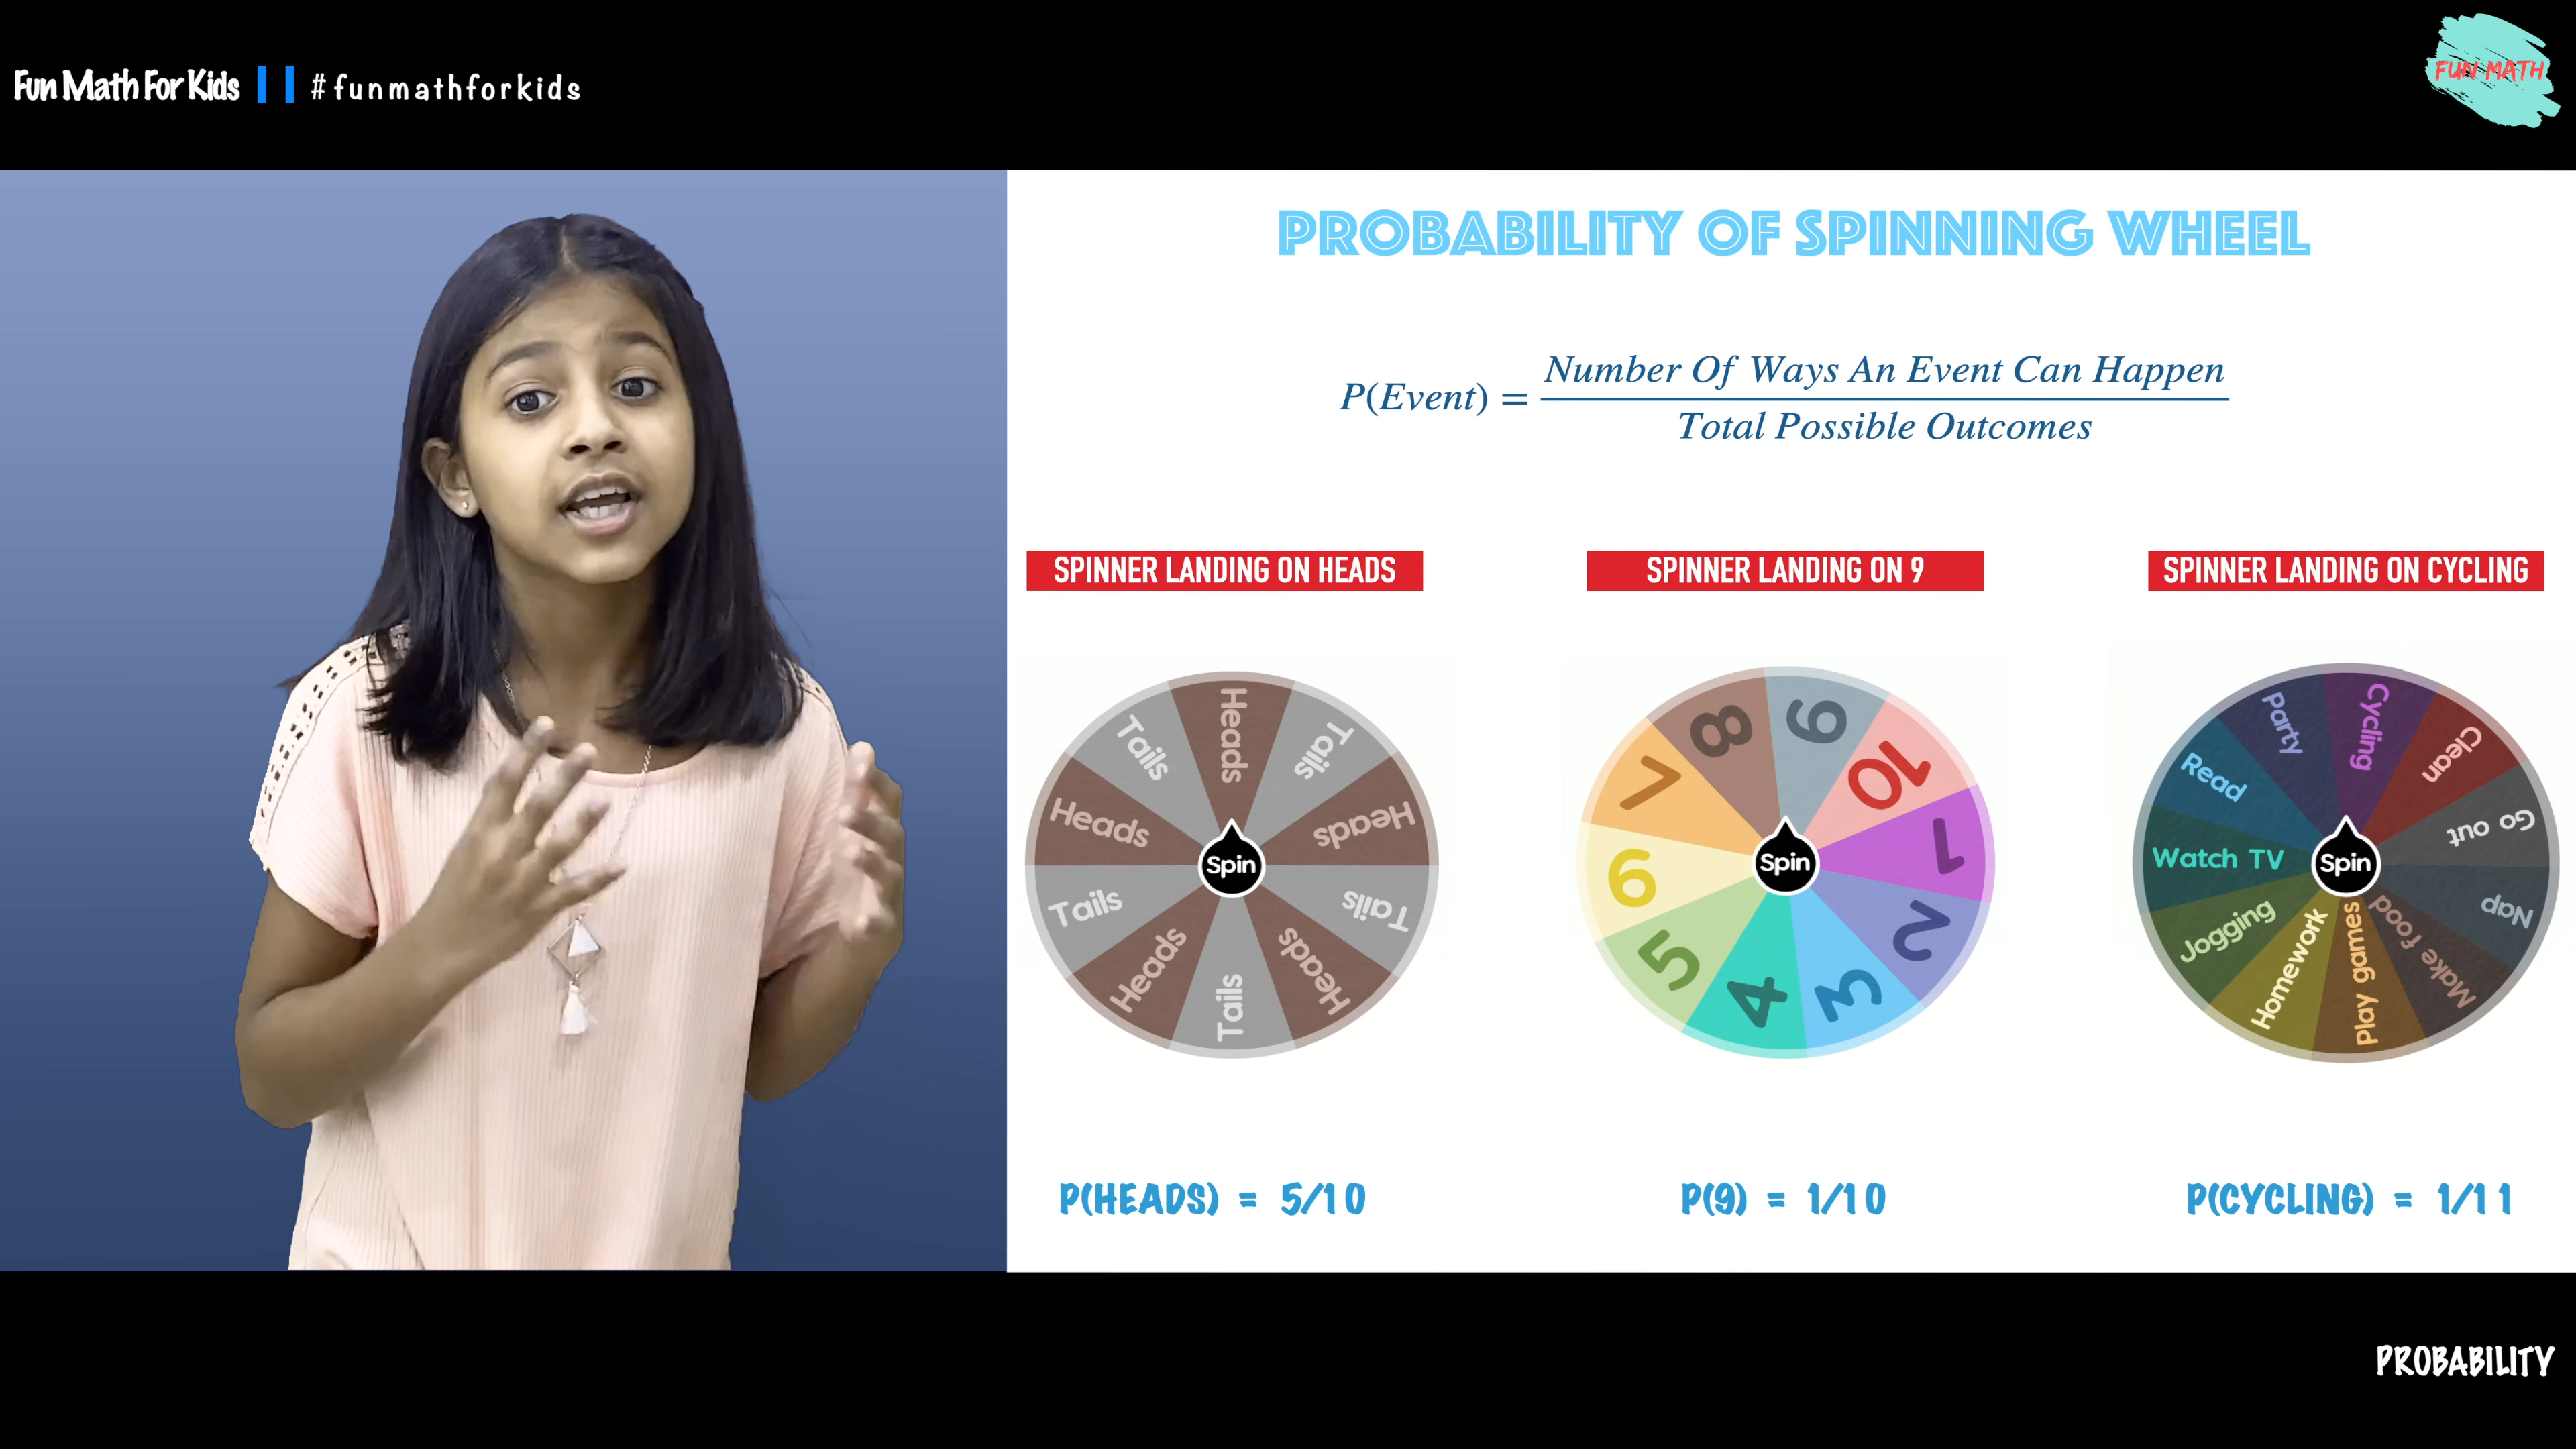 Fun Math For Kids || #funmathforkids
FUN MATH
PROBABILITY OF SPINNING WHEEL
P(Event) = Number Of Ways An Event Can Happen
Total Possible Outcomes
SPINNER LANDING ON HEADS
SPINNER LANDING ON 9
SPINNER LANDING ON CYCLING
Heads
Tails
Heads
Tails
Heads
Tails
Heads
Tails
Heads
Tails
Spin
9
10
1
2
3
4
5
6
7
8
Spin
Cycling
Clean
Go out
Nap
Make food
Play games
Homework
Jogging
Watch TV
Read
Party
Spin
P(HEADS) = 5/10
P(9) = 1/10
P(CYCLING) = 1/11
PROBABILITY